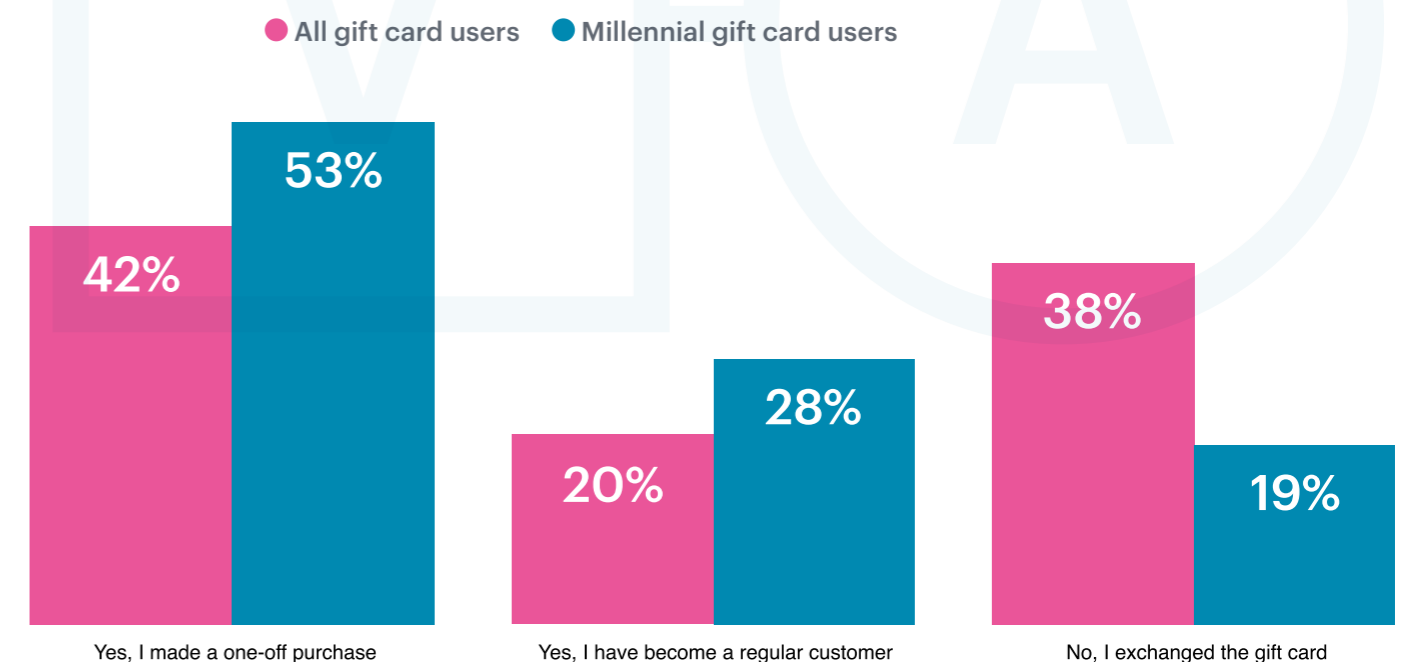 All gift card users Millennial gift card users
53%
42%
38%
28%
20%
19%
Yes, I made a one-off purchase Yes, I have become a regular customer No, I exchanged the gift card
V A